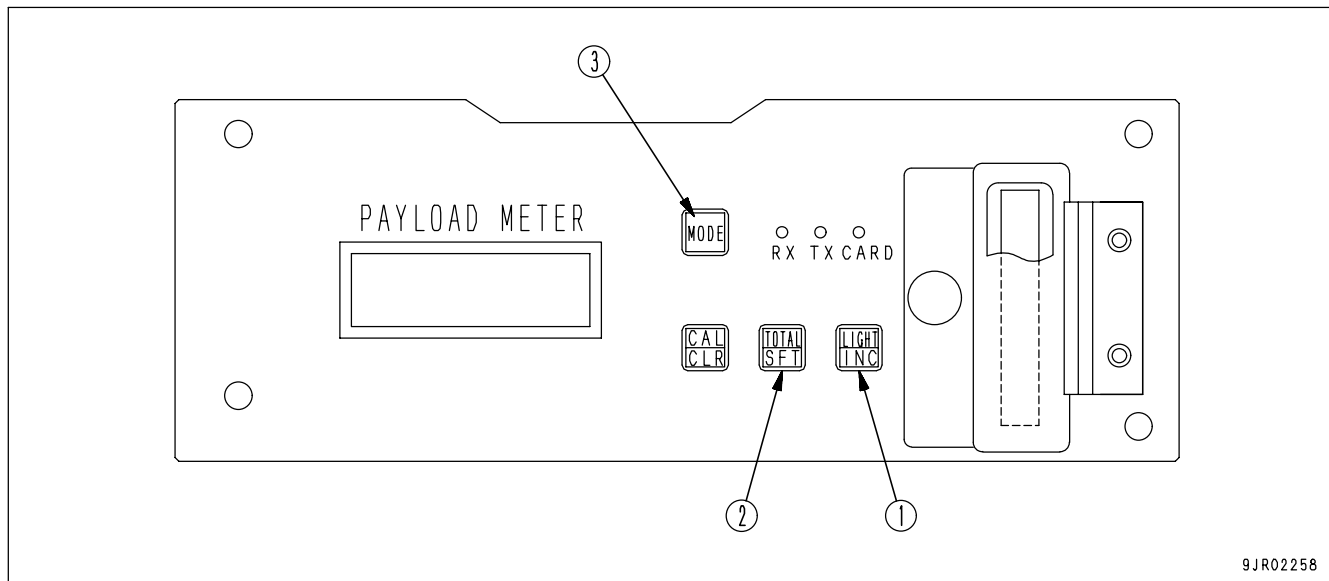 3
PAYLOAD METER
MODE
RX TX CARD
CAL
CLR
TOTAL
SFT
LIGHT
INC
2
1
9JR02258